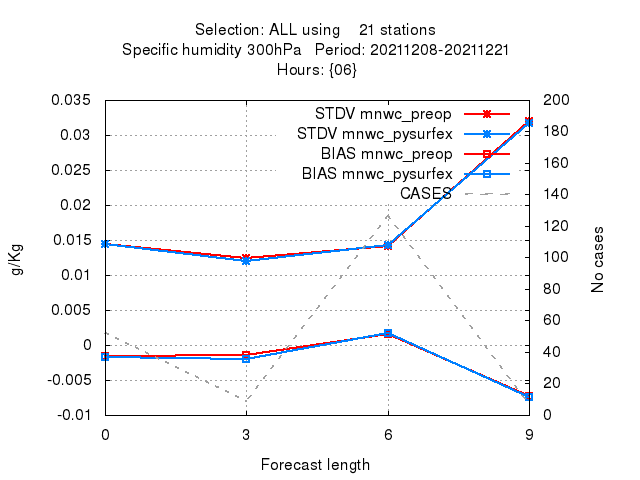 Selection: ALL using    21 stations
Specific humidity 300hPa   Period: 20211208-20211221
Hours: {06}
STDV mnwc_preop
STDV mnwc_pysurfex
BIAS mnwc_preop
BIAS mnwc_pysurfex
CASES
0.035
0.03
0.025
0.02
0.015
0.01
0.005
0
-0.005
-0.01
g/Kg
200
180
160
140
120
100
80
60
40
20
0
No cases
0 3 6 9
Forecast length